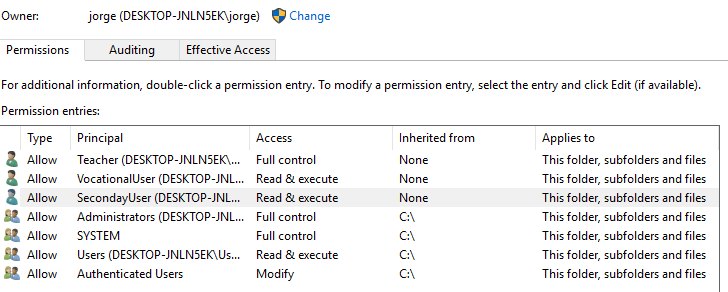 Owner: jorge (DESKTOP-JNLN5EK\jorge) Change
Permissions Auditing Effective Access
For additional information, double-click a permission entry. To modify a permission entry, select the entry and click Edit (if available).
Permission entries:
Type Principal Access Inherited from Applies to
Allow Teacher (DESKTOP-JNLN5EK\... Full control None This folder, subfolders and files
Allow VocationalUser (DESKTOP-JNL... Read & execute None This folder, subfolders and files
Allow SecondayUser (DESKTOP-JNL... Read & execute None This folder, subfolders and files
Allow Administrators (DESKTOP-JNL... Full control C:\ This folder, subfolders and files
Allow SYSTEM Full control C:\ This folder, subfolders and files
Allow Users (DESKTOP-JNLN5EK\Us... Read & execute C:\ This folder, subfolders and files
Allow Authenticated Users Modify C:\ This folder, subfolders and files